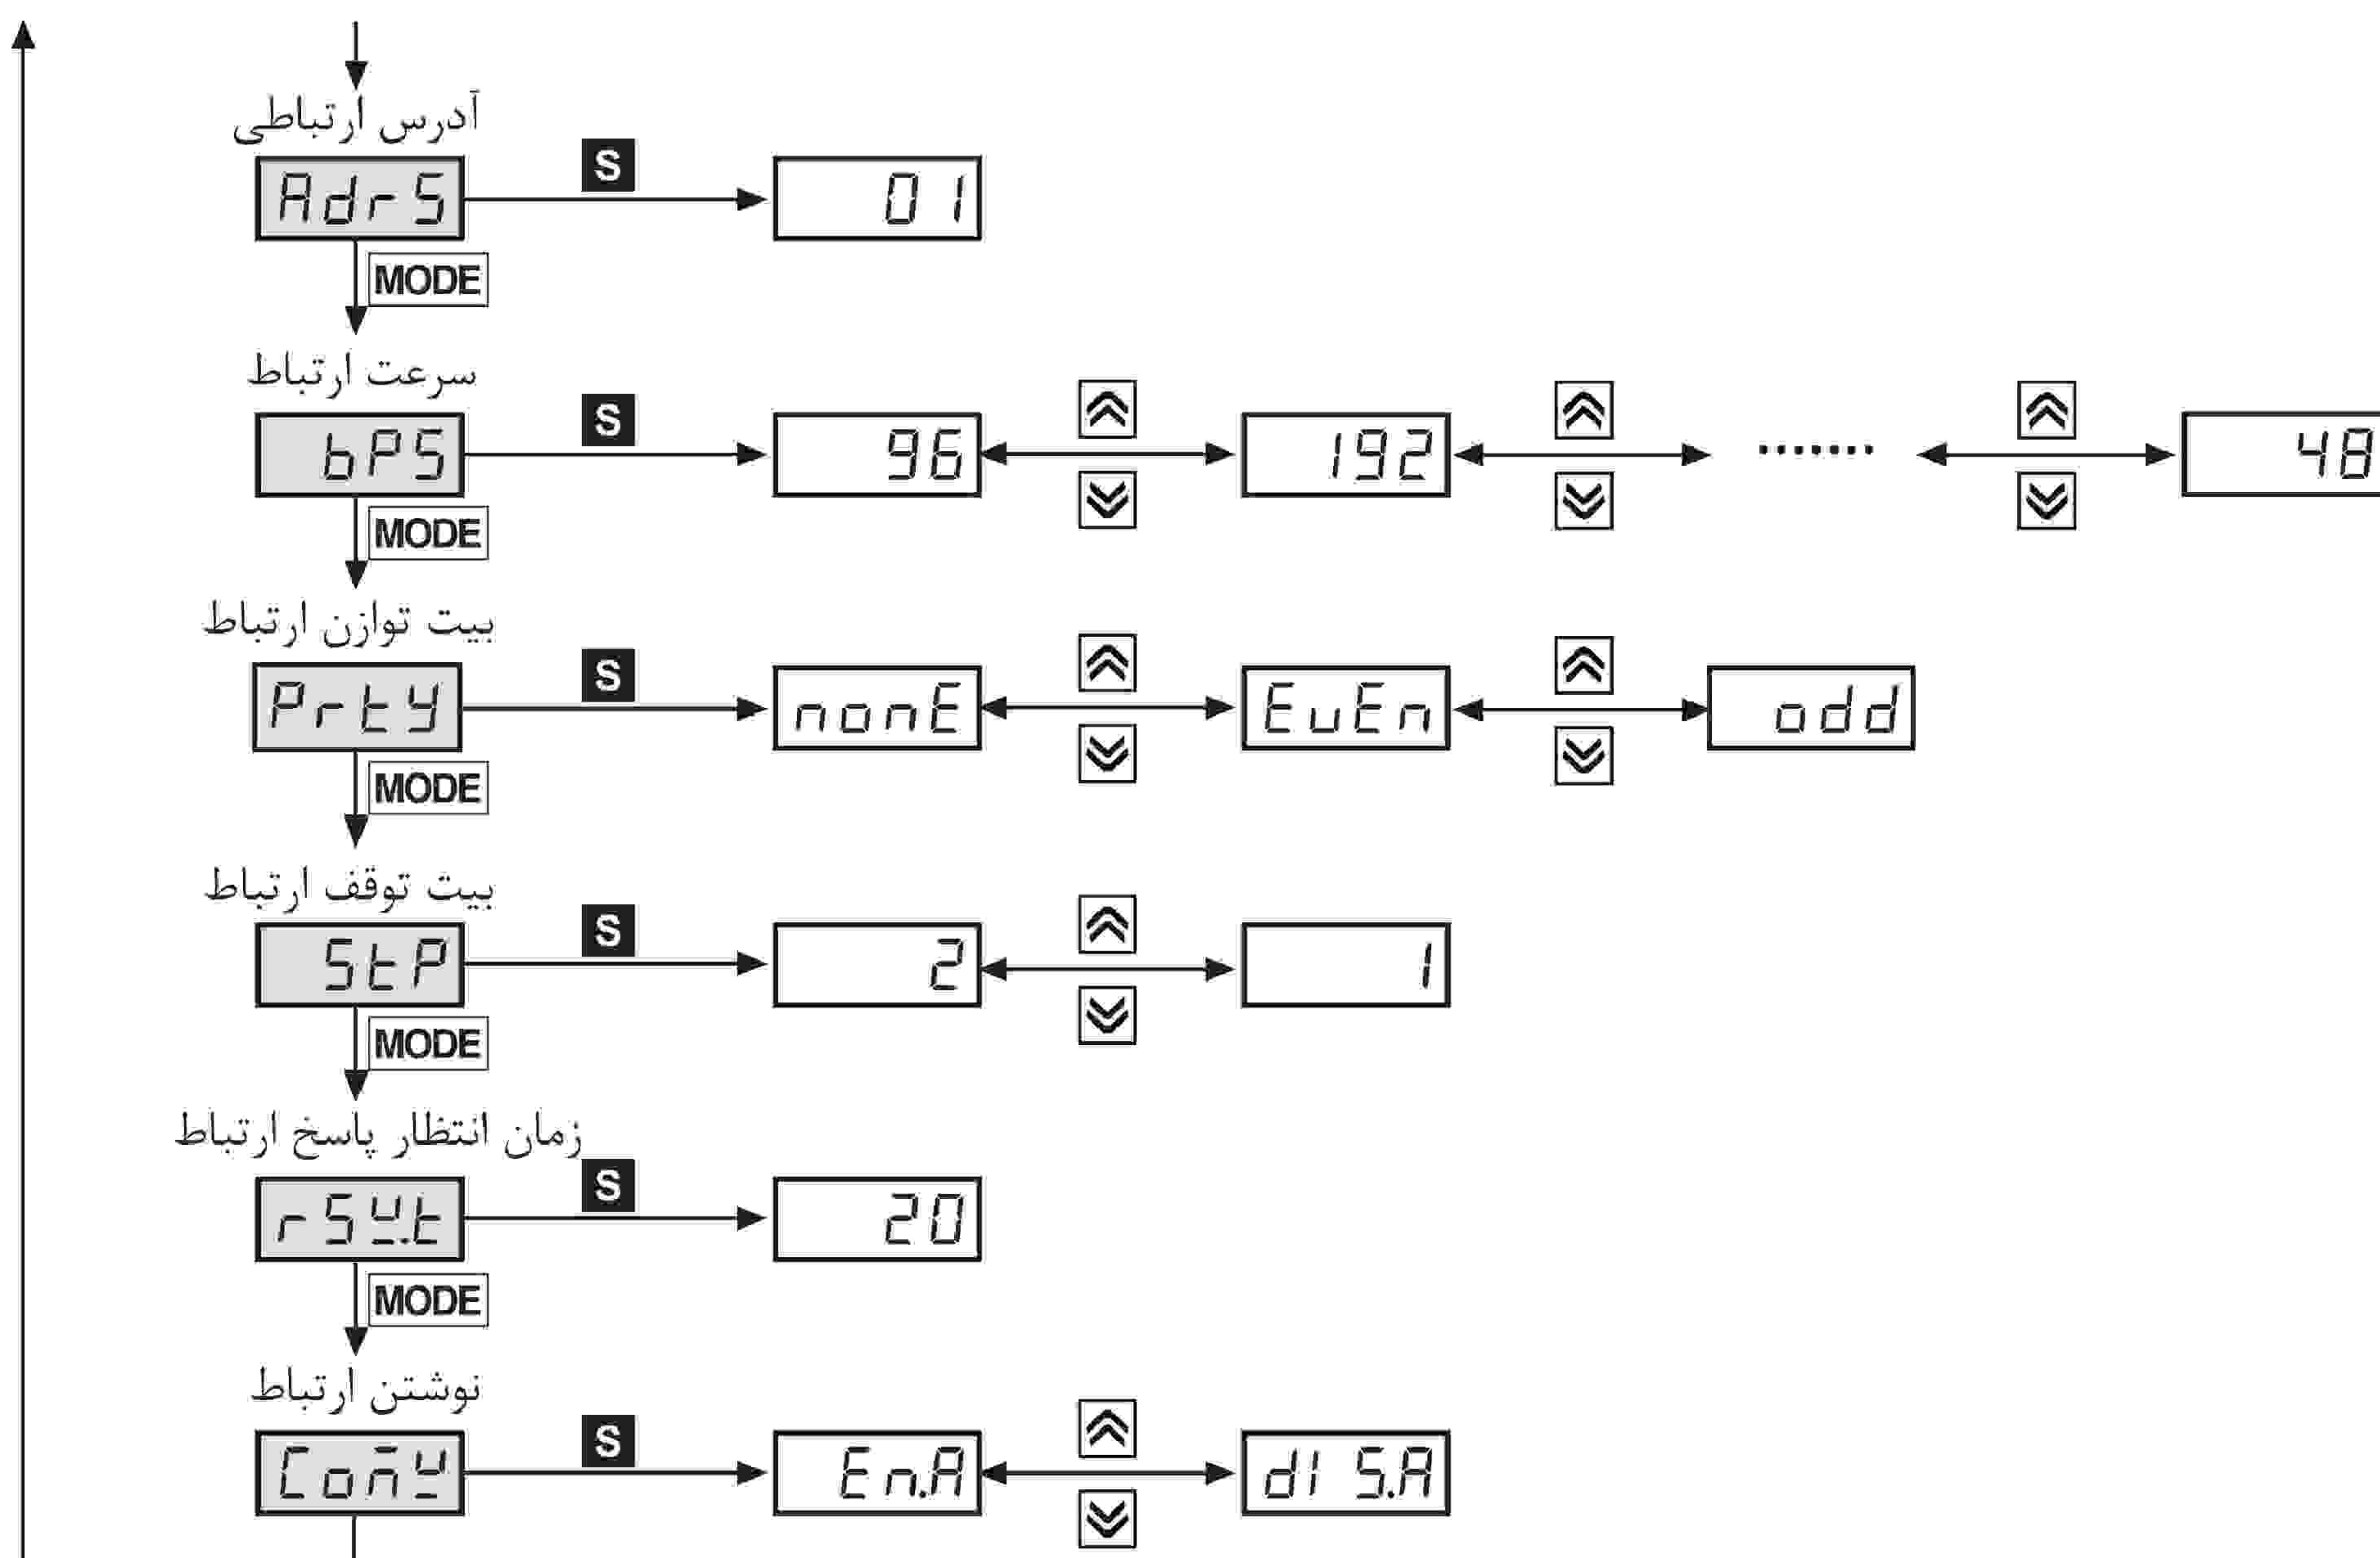 آدرس ارتباطی
AdrS S 01
MODE
سرعت ارتباط
bPS S 96 192 ....... 48
MODE
بیت توازن ارتباط
PrtY S nonE EvEn odd
MODE
بیت توقف ارتباط
StP S 2 1
MODE
زمان انتظار پاسخ ارتباط
rSW.t S 20
MODE
نوشتن ارتباط
ComW S En.A dIS.A